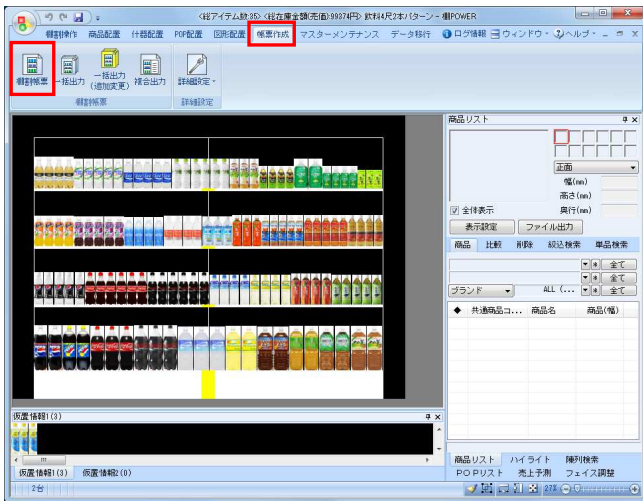 <総アイテム数:85> <総在庫金額(売価):99374円> 飲料4尺2本パターン - 棚POWER
棚割操作 商品配置 什器配置 POP配置 図形配置 帳票作成 マスターメンテナンス データ移行 ログ情報 ウィンドウ ヘルプ
棚割帳票 一括出力 一括出力(追加変更) 複合出力 詳細設定
棚割帳票 詳細設定
商品リスト
正面
幅(mm)
高さ(mm)
全体表示 奥行(mm)
表示設定 ファイル出力
商品 比較 削除 絞込検索 単品検索
* 全て
ブランド ALL (... * 全て
◆ 共通商品コ... 商品名 商品(幅)
仮置情報1(3)
商品リスト ハイライト 陳列検索
仮置情報1(3) 仮置情報2(0) POPリスト 売上予測 フェイス調整
2台 27%